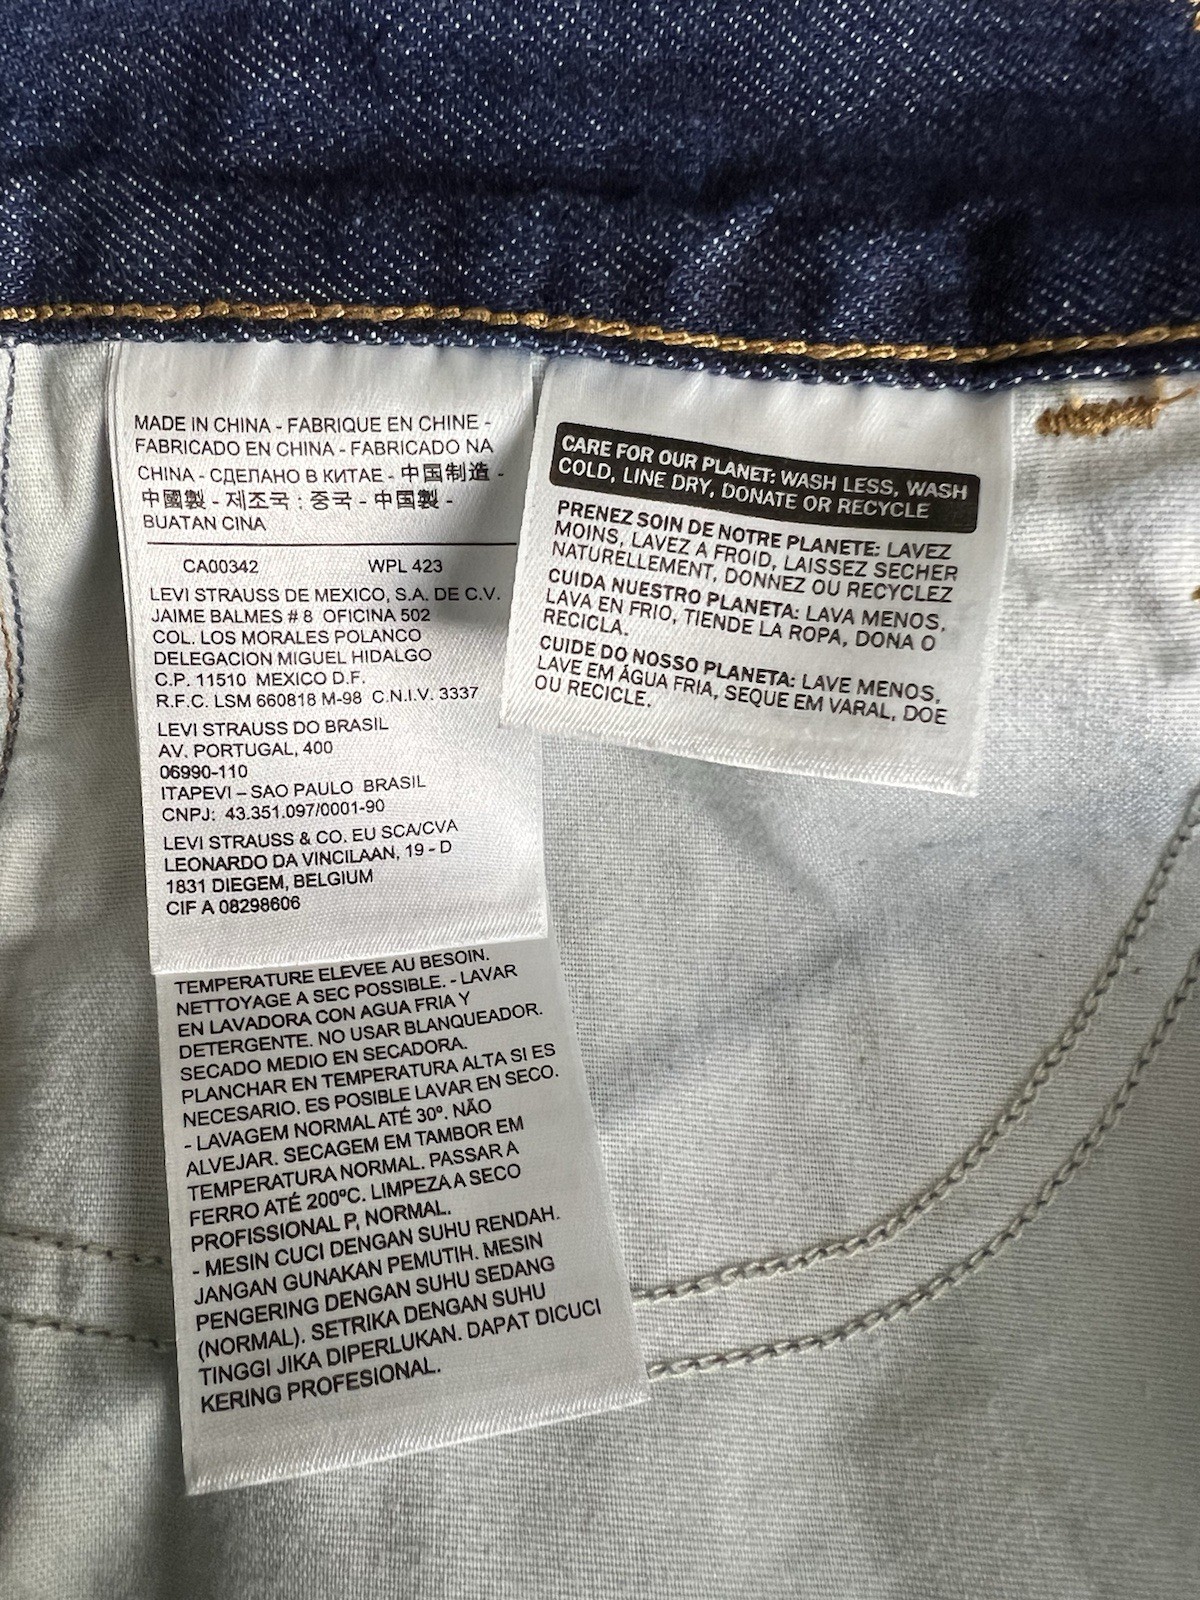 MADE IN CHINA - FABRIQUE EN CHINE -
FABRICADO EN CHINA - FABRICADO NA
CHINA - СДЕЛАНО В КИТАЕ - 中国制造 -
中國製 - 제조국 : 중국 - 中国製 -
BUATAN CINA
CA00342 WPL 423
LEVI STRAUSS DE MEXICO, S.A. DE C.V.
JAIME BALMES # 8 OFICINA 502
COL. LOS MORALES POLANCO
DELEGACION MIGUEL HIDALGO
C.P. 11510 MEXICO D.F.
R.F.C. LSM 660818 M-98 C.N.I.V. 3337
LEVI STRAUSS DO BRASIL
AV. PORTUGAL, 400
06990-110
ITAPEVI – SAO PAULO BRASIL
CNPJ: 43.351.097/0001-90
LEVI STRAUSS & CO. EU SCA/CVA
LEONARDO DA VINCILAAN, 19 - D
1831 DIEGEM, BELGIUM
CIF A 08298606
TEMPERATURE ELEVEE AU BESOIN.
NETTOYAGE A SEC POSSIBLE. - LAVAR
EN LAVADORA CON AGUA FRIA Y
DETERGENTE. NO USAR BLANQUEADOR.
SECADO MEDIO EN SECADORA.
PLANCHAR EN TEMPERATURA ALTA SI ES
NECESARIO. ES POSIBLE LAVAR EN SECO.
- LAVAGEM NORMAL ATÉ 30º. NÃO
ALVEJAR. SECAGEM EM TAMBOR EM
TEMPERATURA NORMAL. PASSAR A
FERRO ATÉ 200ºC. LIMPEZA A SECO
PROFISSIONAL P, NORMAL.
- MESIN CUCI DENGAN SUHU RENDAH.
JANGAN GUNAKAN PEMUTIH. MESIN
PENGERING DENGAN SUHU SEDANG
(NORMAL). SETRIKA DENGAN SUHU
TINGGI JIKA DIPERLUKAN. DAPAT DICUCI
KERING PROFESIONAL.
CARE FOR OUR PLANET: WASH LESS, WASH
COLD, LINE DRY, DONATE OR RECYCLE
PRENEZ SOIN DE NOTRE PLANETE: LAVEZ
MOINS, LAVEZ A FROID, LAISSEZ SECHER
NATURELLEMENT, DONNEZ OU RECYCLEZ
CUIDA NUESTRO PLANETA: LAVA MENOS,
LAVA EN FRIO, TIENDE LA ROPA, DONA O
RECICLA.
CUIDE DO NOSSO PLANETA: LAVE MENOS,
LAVE EM ÁGUA FRIA, SEQUE EM VARAL, DOE
OU RECICLE.